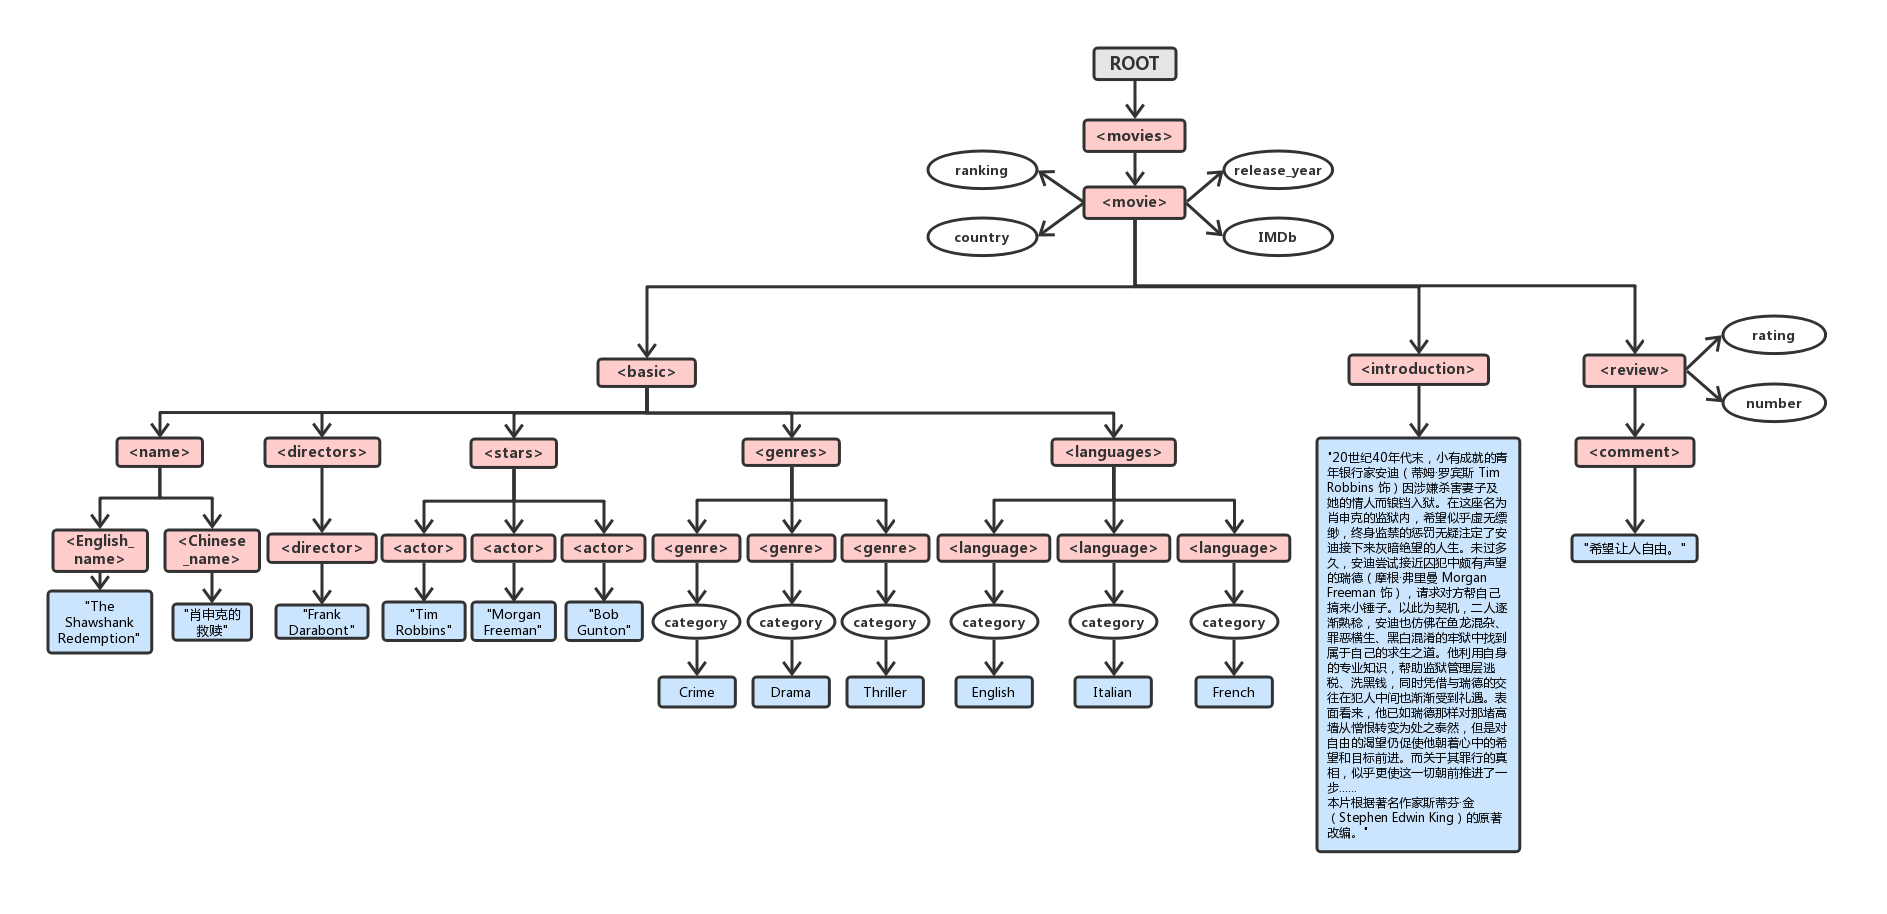 ROOT
<movies>
ranking
release_year
<movie>
country
IMDb
rating
<basic>
<introduction>
<review>
number
<name>
<directors>
<stars>
<genres>
<languages>
<comment>
<English_
name>
<Chinese
_name>
<director>
<actor>
<actor>
<actor>
<genre>
<genre>
<genre>
<language>
<language>
<language>
"The
Shawshank
Redemption"
"肖申克的
救赎"
"Frank
Darabont"
"Tim
Robbins"
"Morgan
Freeman"
"Bob
Gunton"
category
category
category
category
category
category
Crime
Drama
Thriller
English
Italian
French
"20世纪40年代末，小有成就的青
年银行家安迪（蒂姆·罗宾斯 Tim
Robbins 饰）因涉嫌杀害妻子及
她的情人而锒铛入狱。在这座名为
肖申克的监狱内，希望似乎虚无缥
缈，终身监禁的惩罚无疑注定了安
迪接下来灰暗绝望的人生。未过多
久，安迪尝试接近囚犯中颇有声望
的瑞德（摩根·弗里曼 Morgan
Freeman 饰），请求对方帮自己
搞来小锤子。以此为契机，二人逐
渐熟稔，安迪也仿佛在鱼龙混杂、
罪恶横生、黑白混淆的牢狱中找到
属于自己的求生之道。他利用自身
的专业知识，帮助监狱管理层逃
税、洗黑钱，同时凭借与瑞德的交
往在犯人中间也渐渐受到礼遇。表
面看来，他已如瑞德那样对那堵高
墙从憎恨转变为处之泰然，但是对
自由的渴望仍促使他朝着心中的希
望和目标前进。而关于其罪行的真
相，似乎更使这一切朝前推进了一
步……
本片根据著名作家斯蒂芬·金
（Stephen Edwin King）的原著
改编。"
"希望让人自由。"